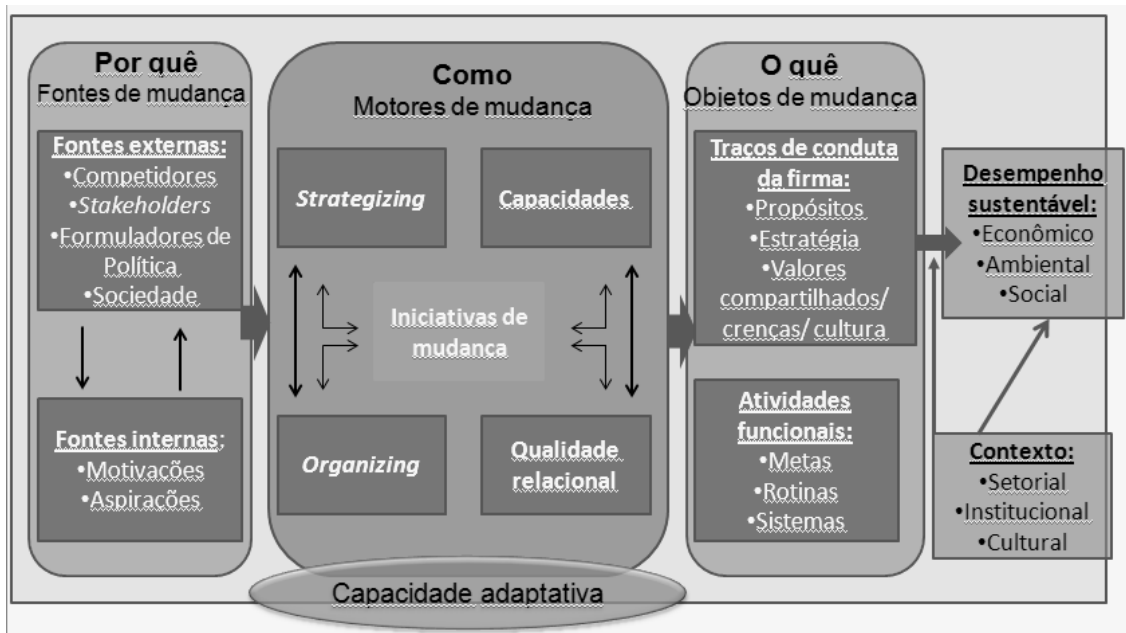 Por quê
Fontes de mudança
Fontes externas:
•Competidores
•Stakeholders
•Formuladores de
Política
•Sociedade
Fontes internas:
•Motivações
•Aspirações
Como
Motores de mudança
Strategizing
Capacidades
Iniciativas de
mudança
Organizing
Qualidade
relacional
Capacidade adaptativa
O quê
Objetos de mudança
Traços de conduta
da firma:
•Propósitos
•Estratégia
•Valores
compartilhados/
crenças/ cultura
Atividades
funcionais:
•Metas
•Rotinas
•Sistemas
Desempenho
sustentável:
•Econômico
•Ambiental
•Social
Contexto:
•Setorial
•Institucional
•Cultural